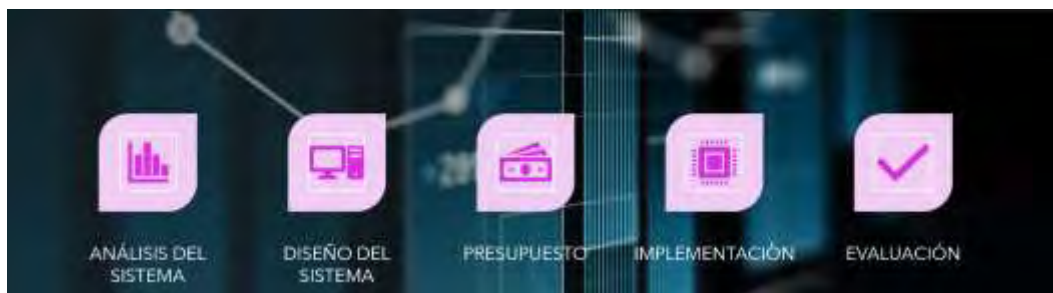 ANÁLISIS DEL
SISTEMA
DISEÑO DEL
SISTEMA
PRESUPUESTO
IMPLEMENTACIÓN
EVALUACIÓN